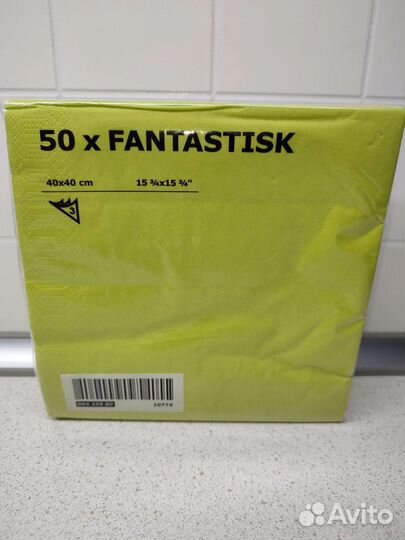 50 x FANTASTISK
40x40 cm 15 ¾x15 ¾"
3
10774
Avito